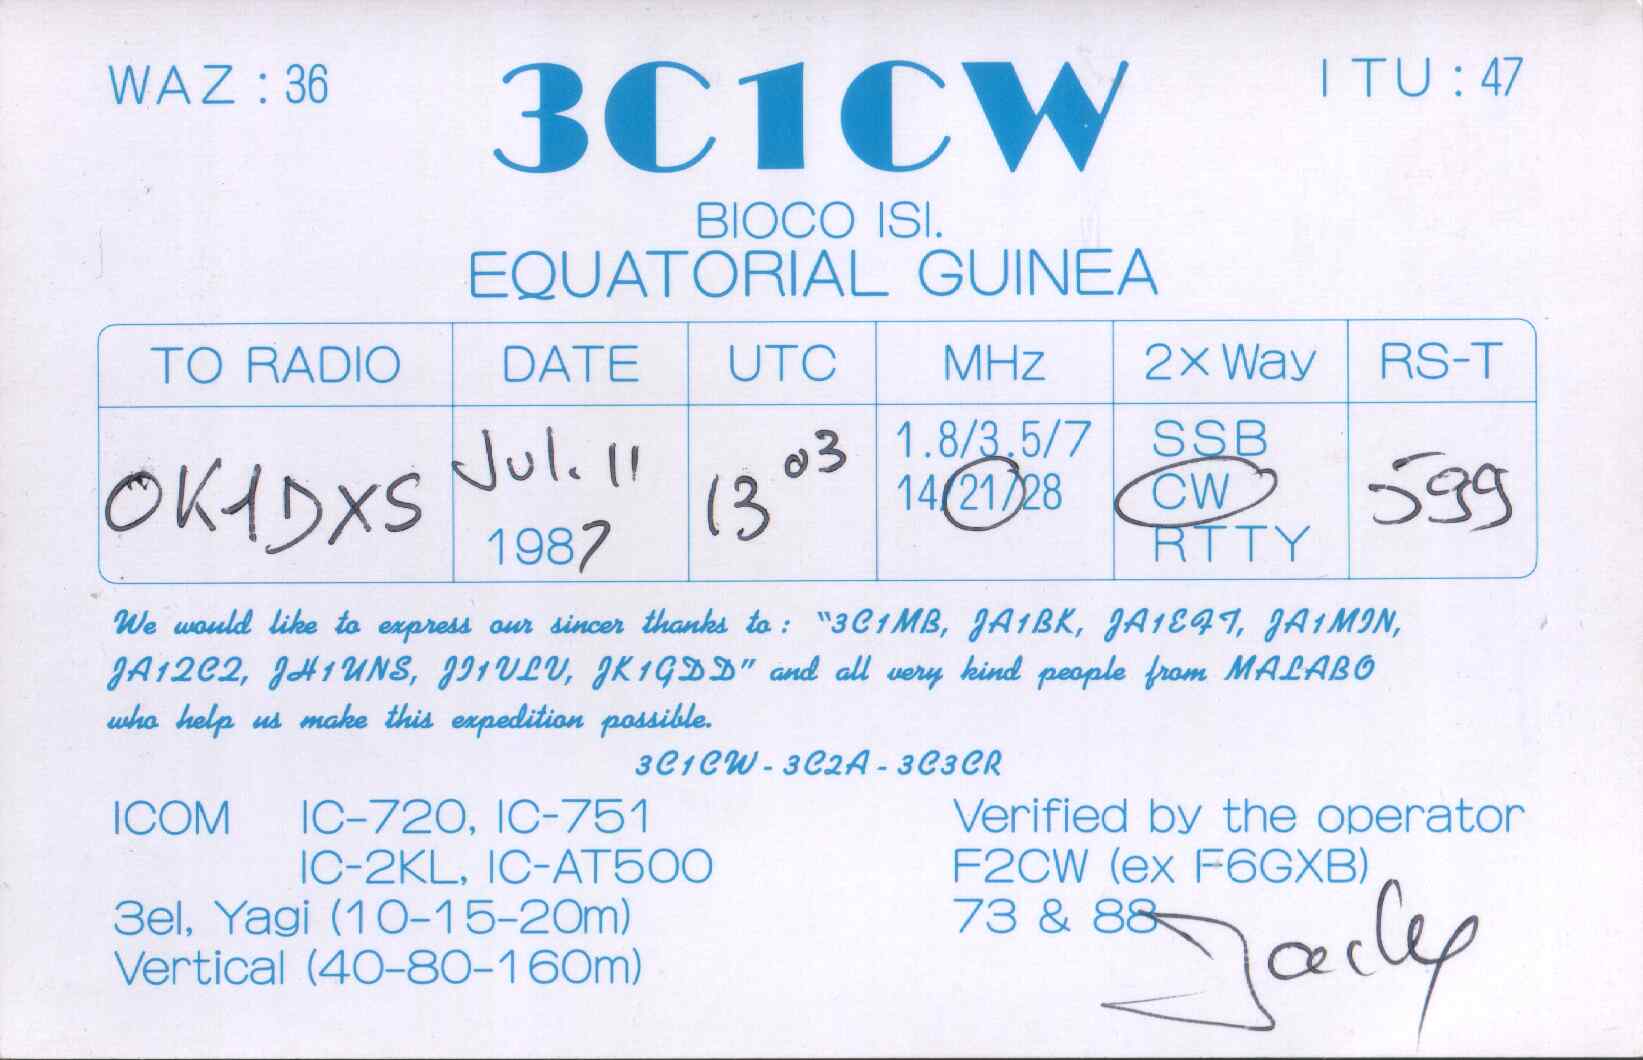 WAZ : 36
3C1CW
ITU : 47
BIOCO ISI.
EQUATORIAL GUINEA
TO RADIO DATE UTC MHz 2×Way RS-T
OK1DXS Jul. 11 1987 13 03 1.8/3.5/7 14/21/28 SSB CW RTTY 599
We would like to express our sincer thanks to : "3C1MB, JA1BK, JA1EQT, JA1MIN,
JA1ZCZ, JH1UNS, JI1VLV, JK1GDD" and all very kind people from MALABO
who help us make this expedition possible.
3C1CW - 3C2A - 3C3CR
ICOM IC-720, IC-751
IC-2KL, IC-AT500
3el, Yagi (10-15-20m)
Vertical (40-80-160m)
Verified by the operator
F2CW (ex F6GXB)
73 & 88
Jacky